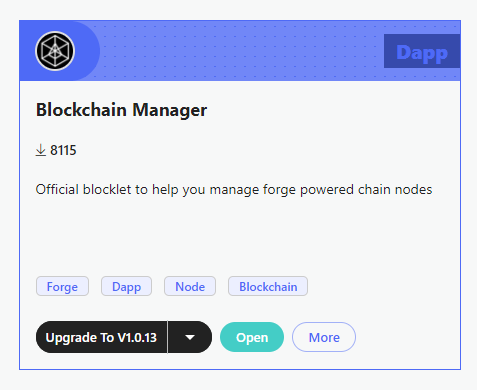 Dapp
Blockchain Manager
8115
Official blocklet to help you manage forge powered chain nodes
Forge Dapp Node Blockchain
Upgrade To V1.0.13 Open More